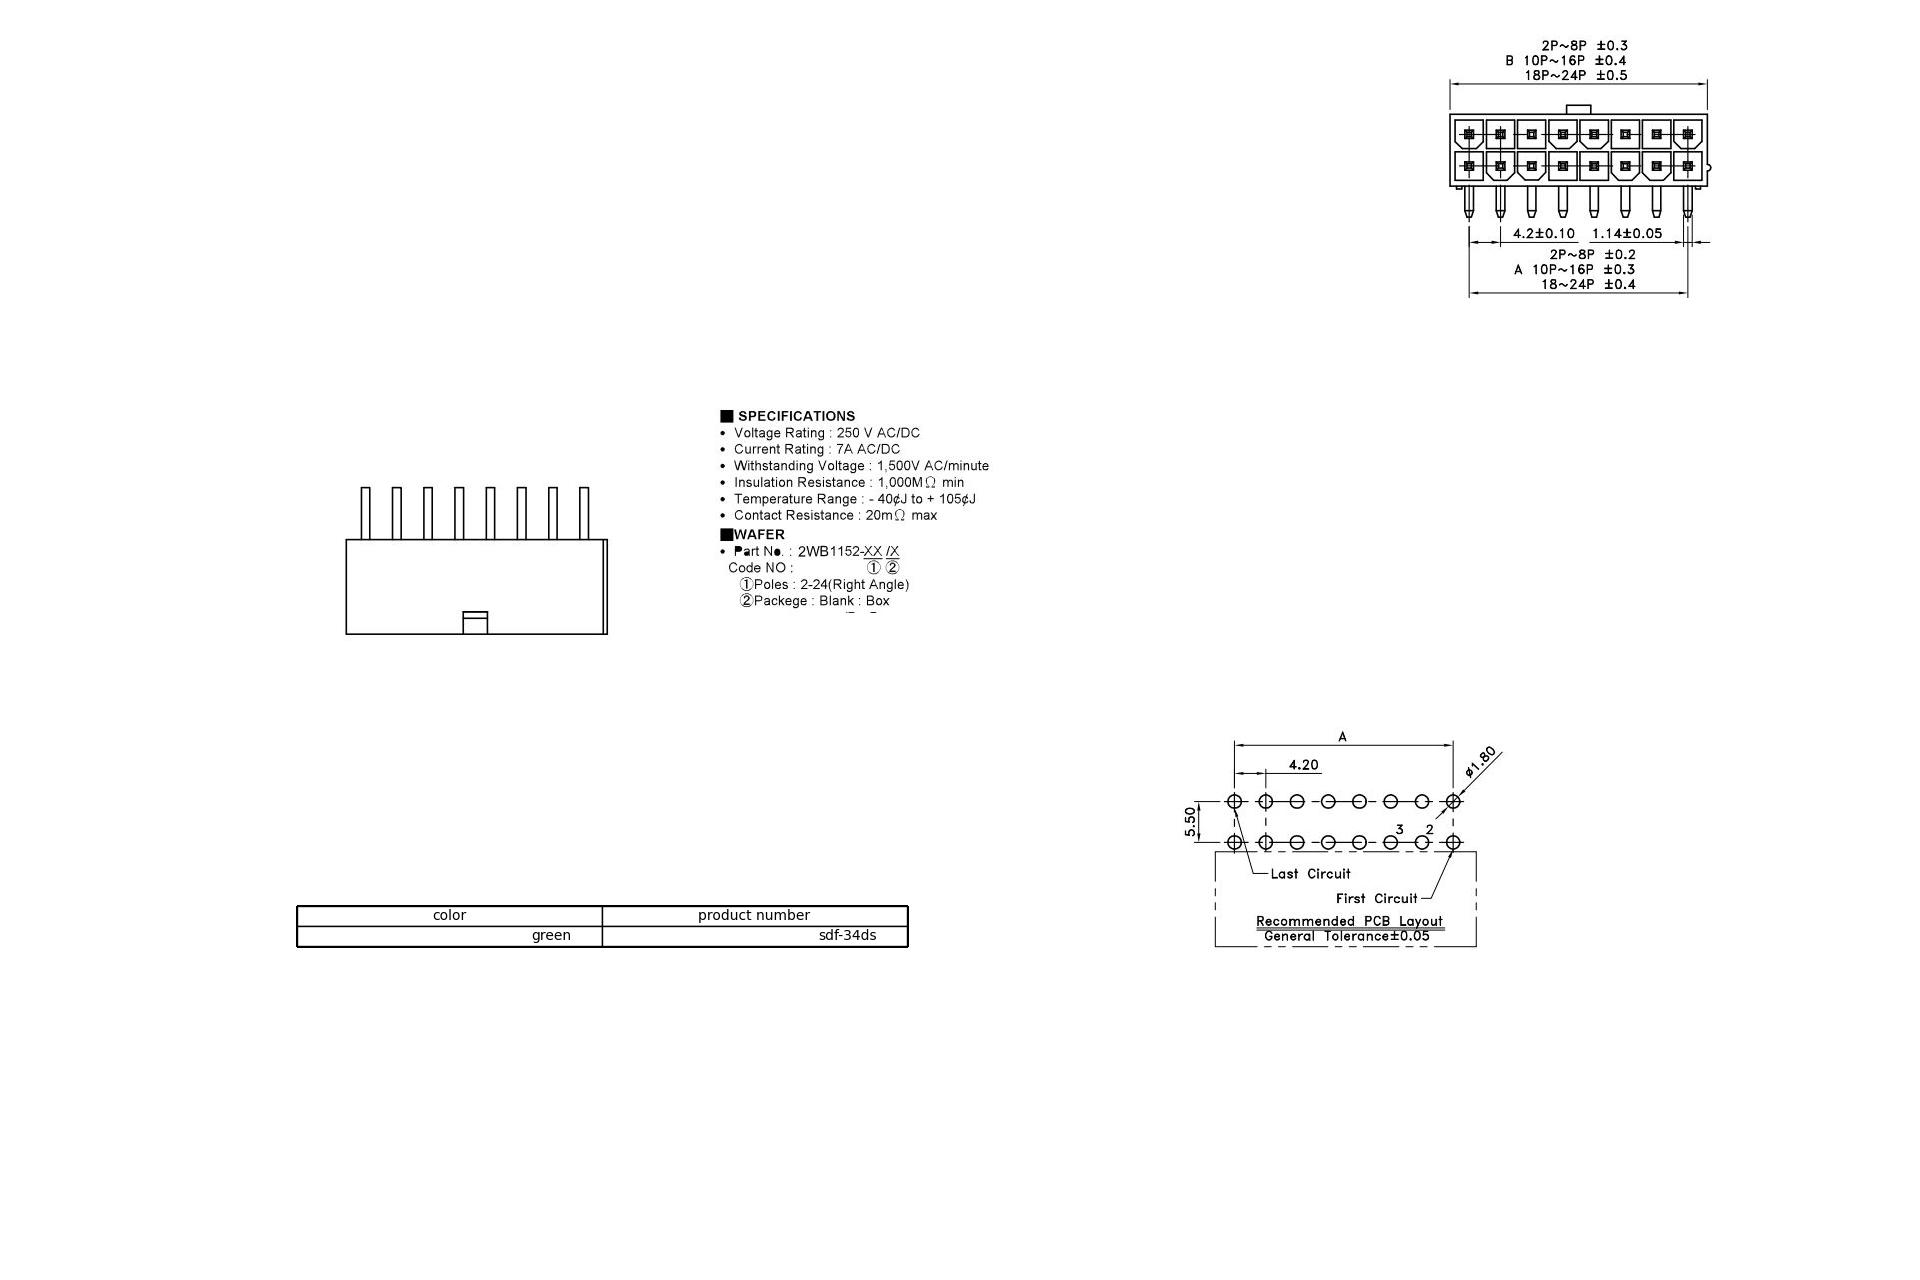 2P~8P ±0.3
B 10P~16P ±0.4
18P~24P ±0.5
4.2±0.10 1.14±0.05
2P~8P ±0.2
A 10P~16P ±0.3
18~24P ±0.4
■ SPECIFICATIONS
• Voltage Rating : 250 V AC/DC
• Current Rating : 7A AC/DC
• Withstanding Voltage : 1,500V AC/minute
• Insulation Resistance : 1,000MΩ min
• Temperature Range : - 40¢J to + 105¢J
• Contact Resistance : 20mΩ max
■WAFER
• Part No. : 2WB1152-XX /X
Code NO : ① ②
①Poles : 2-24(Right Angle)
②Packege : Blank : Box
A
4.20
ø1.80
5.50
3 2
Last Circuit
First Circuit
Recommended PCB Layout
General Tolerance±0.05
color product number
green sdf-34ds